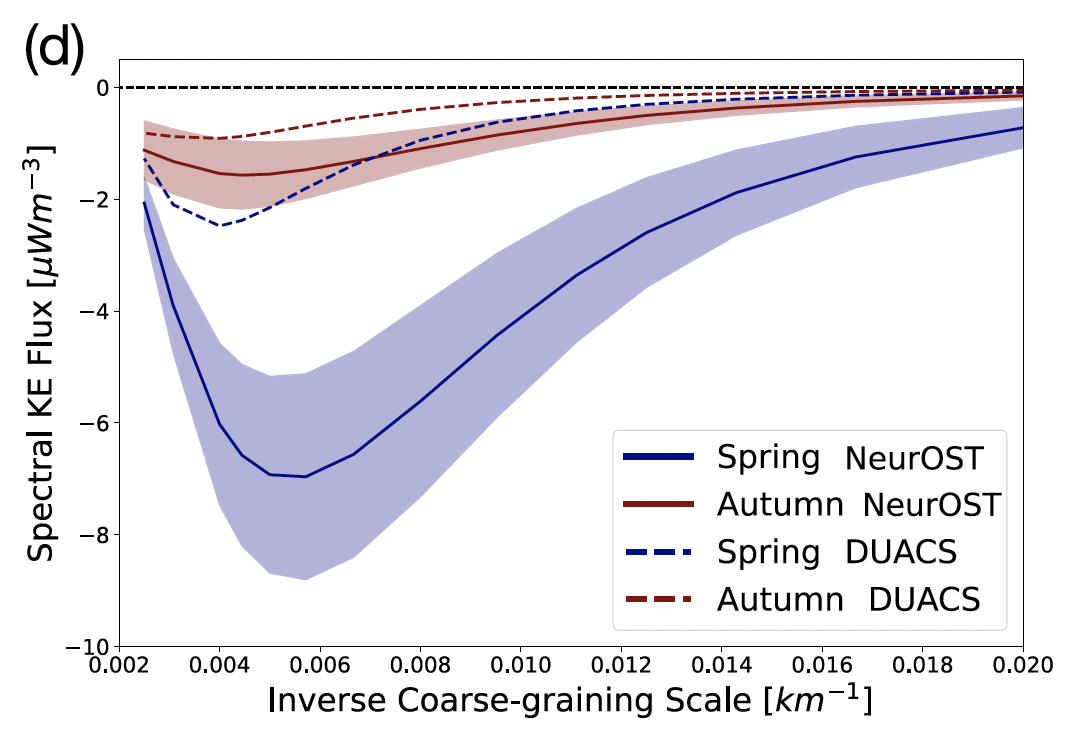 (d)
Spectral KE Flux [μWm⁻³]
0
−2
−4
−6
−8
−10
0.002 0.004 0.006 0.008 0.010 0.012 0.014 0.016 0.018 0.020
Inverse Coarse-graining Scale [km⁻¹]
Spring NeurOST
Autumn NeurOST
Spring DUACS
Autumn DUACS